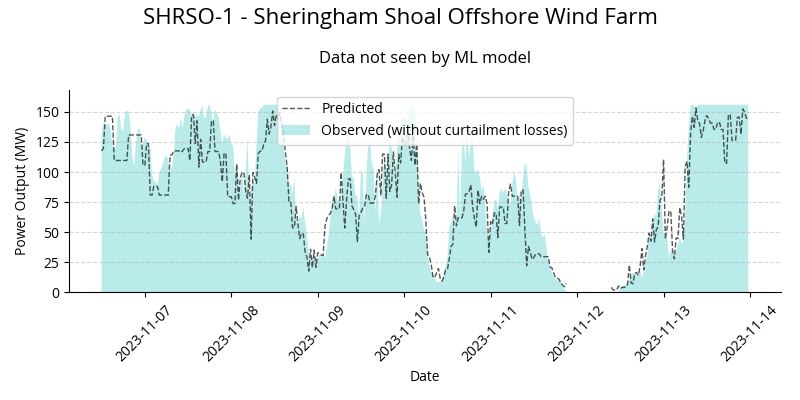 SHRSO-1 - Sheringham Shoal Offshore Wind Farm
Data not seen by ML model
Predicted
Observed (without curtailment losses)
Power Output (MW)
150
125
100
75
50
25
0
2023-11-07
2023-11-08
2023-11-09
2023-11-10
2023-11-11
2023-11-12
2023-11-13
2023-11-14
Date